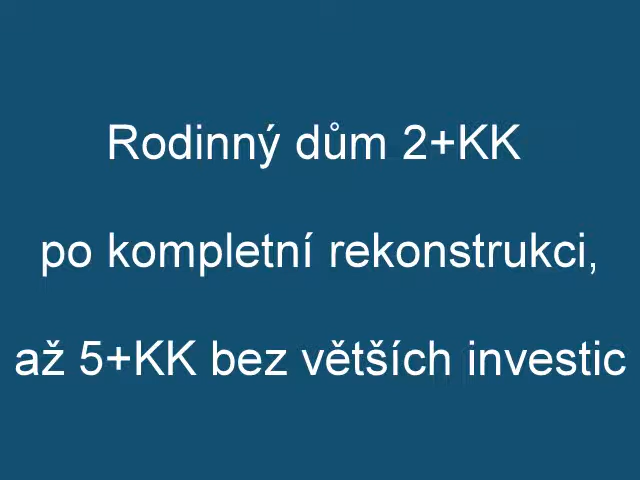 Rodinný dům 2+KK
po kompletní rekonstrukci,
až 5+KK bez větších investic